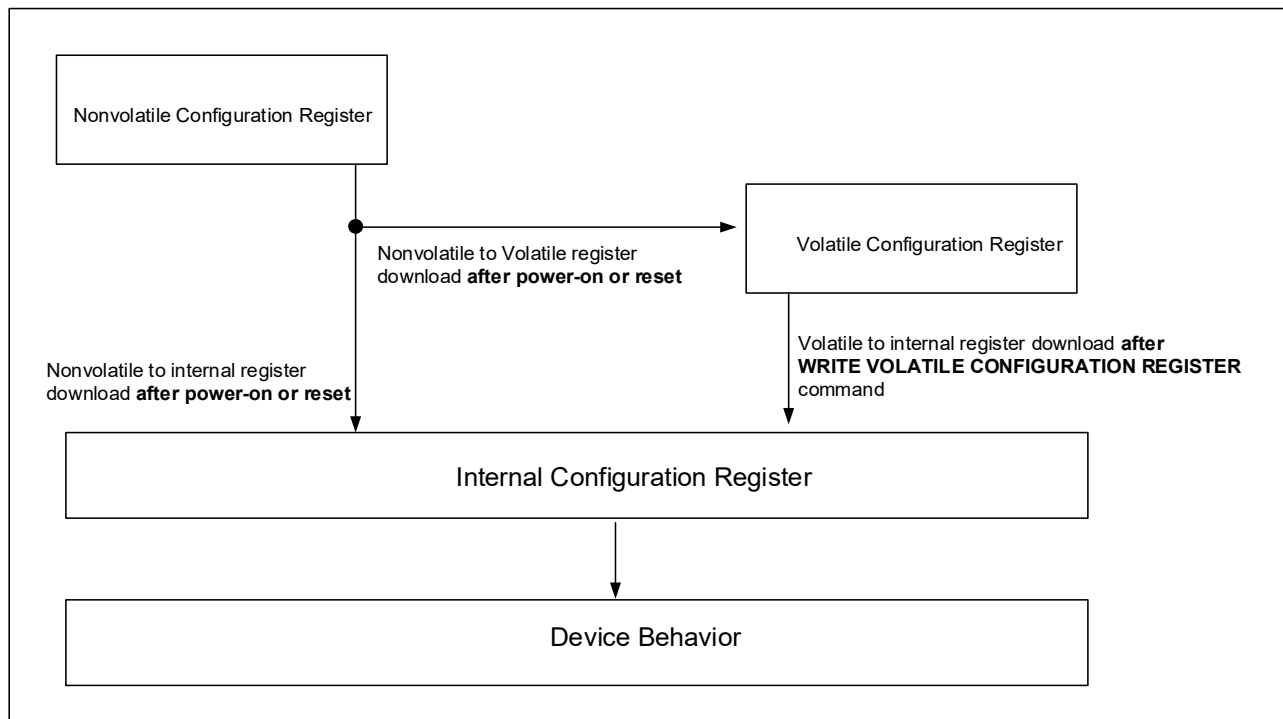 Nonvolatile Configuration Register
Volatile Configuration Register
Nonvolatile to Volatile register
download after power-on or reset
Nonvolatile to internal register
download after power-on or reset
Volatile to internal register download after
WRITE VOLATILE CONFIGURATION REGISTER
command
Internal Configuration Register
Device Behavior